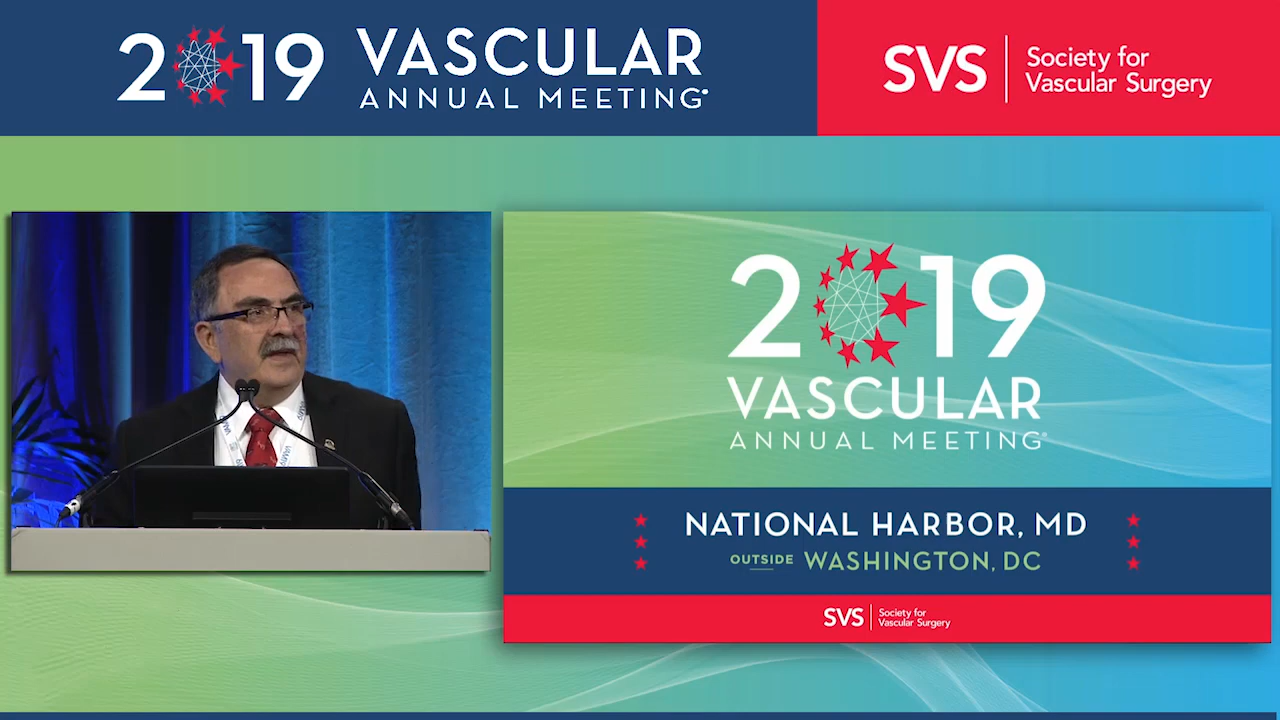 2019 VASCULAR
ANNUAL MEETING
SVS
Society for
Vascular Surgery
2019
VASCULAR
ANNUAL MEETING
NATIONAL HARBOR, MD
OUTSIDE WASHINGTON, DC
SVS
Society for
Vascular Surgery